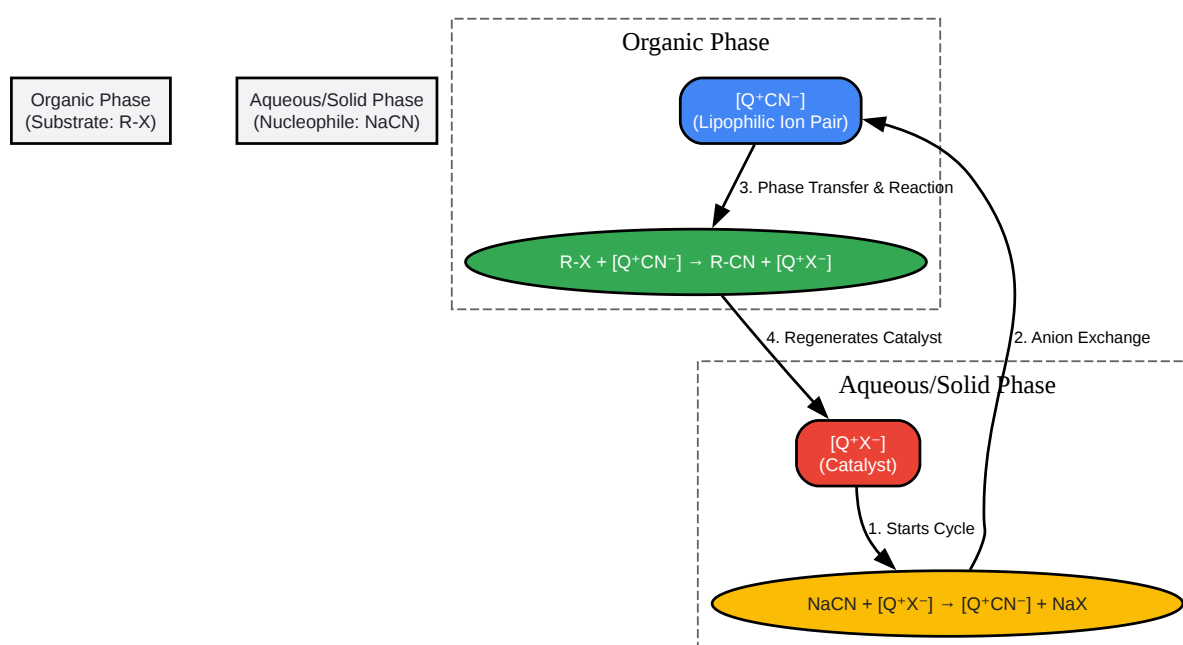 Organic Phase
Organic Phase
(Substrate: R-X)
Aqueous/Solid Phase
(Nucleophile: NaCN)
[Q⁺CN⁻]
(Lipophilic Ion Pair)
3. Phase Transfer & Reaction
R-X + [Q⁺CN⁻] → R-CN + [Q⁺X⁻]
4. Regenerates Catalyst
2. Anion Exchange
Aqueous/Solid Phase
[Q⁺X⁻]
(Catalyst)
1. Starts Cycle
NaCN + [Q⁺X⁻] → [Q⁺CN⁻] + NaX